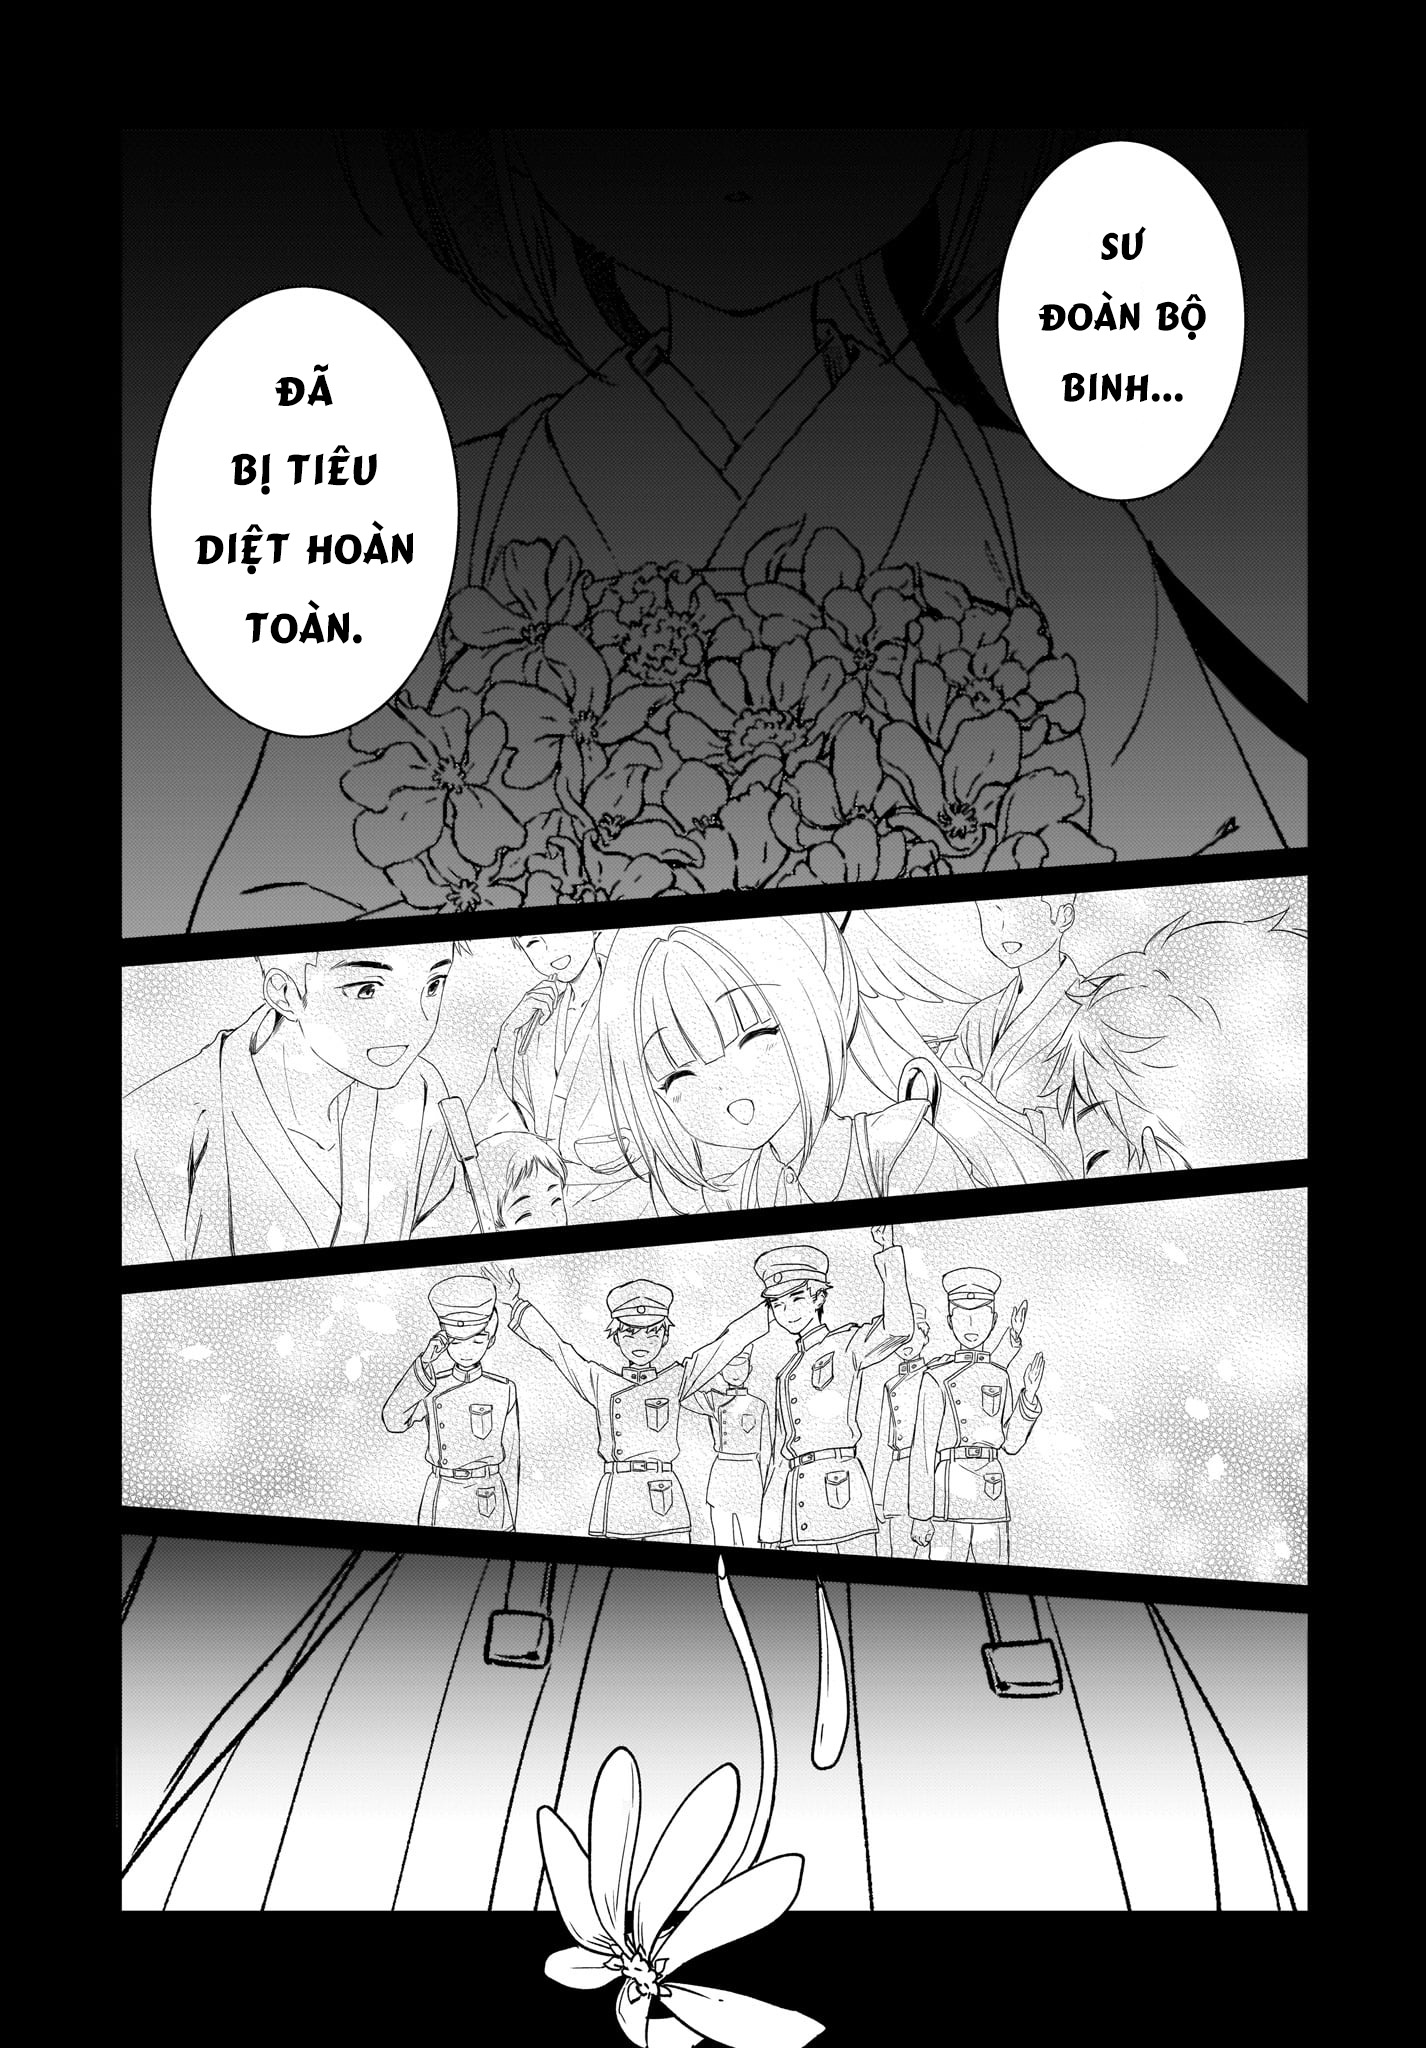 SƯ
ĐOÀN BỘ
BINH...
ĐÃ
BỊ TIÊU
DIỆT HOÀN
TOÀN.